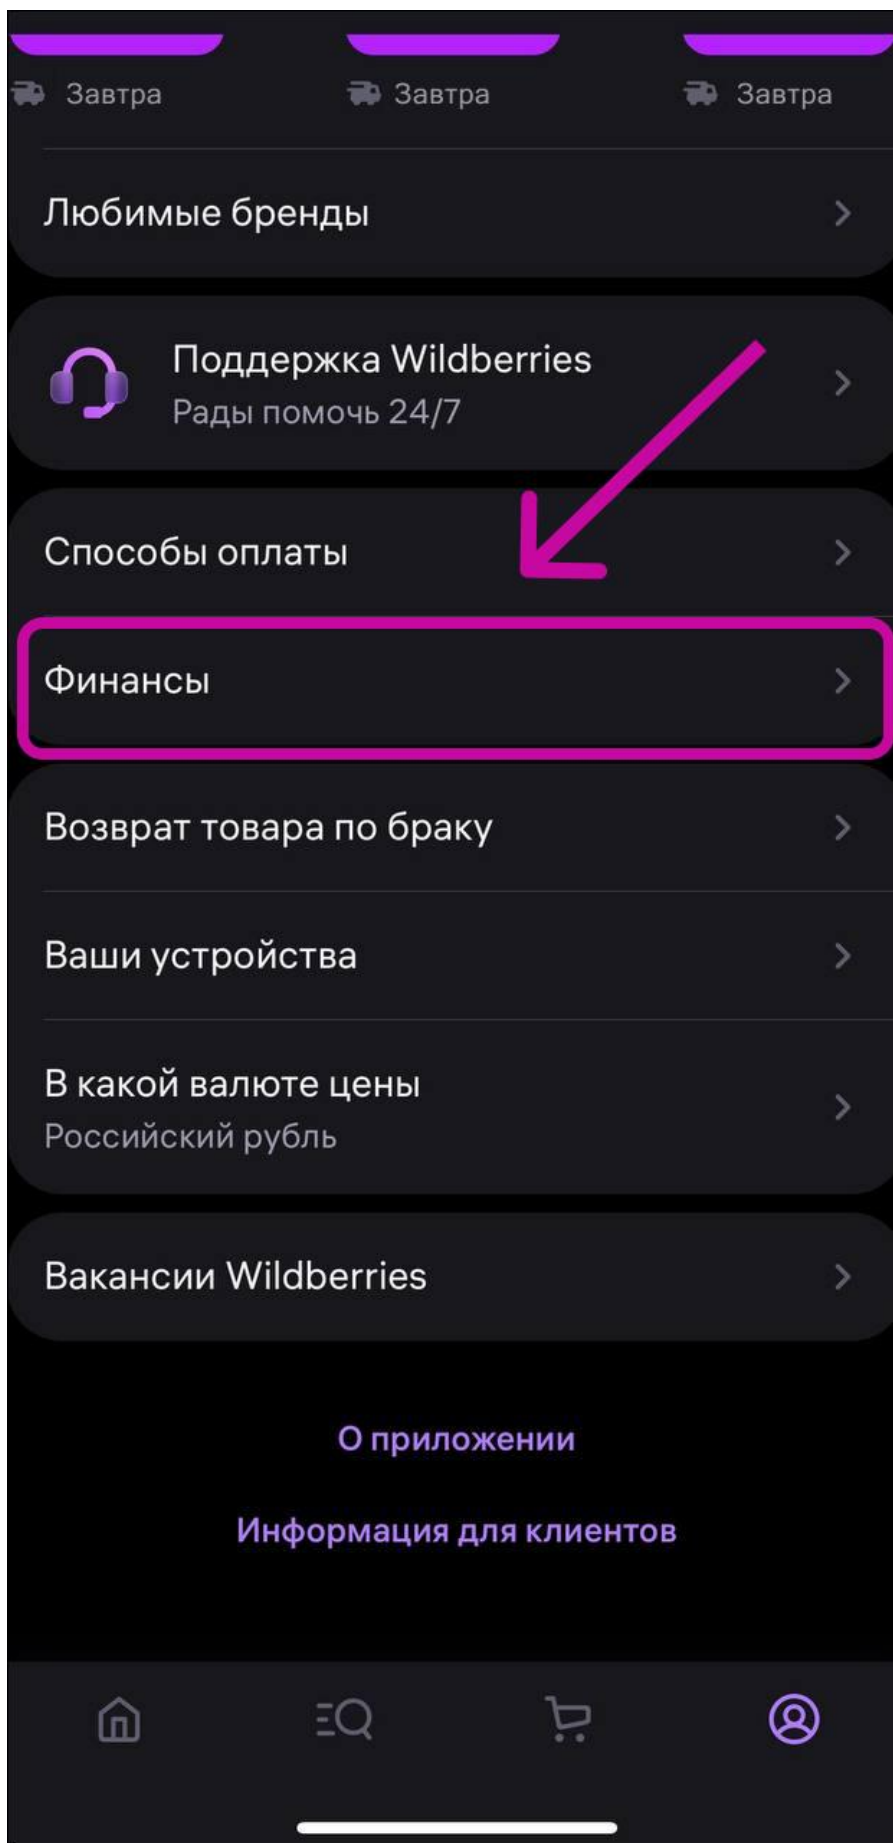 Завтра Завтра Завтра
Любимые бренды
Поддержка Wildberries
Рады помочь 24/7
Способы оплаты
Финансы
Возврат товара по браку
Ваши устройства
В какой валюте цены
Российский рубль
Вакансии Wildberries
О приложении
Информация для клиентов